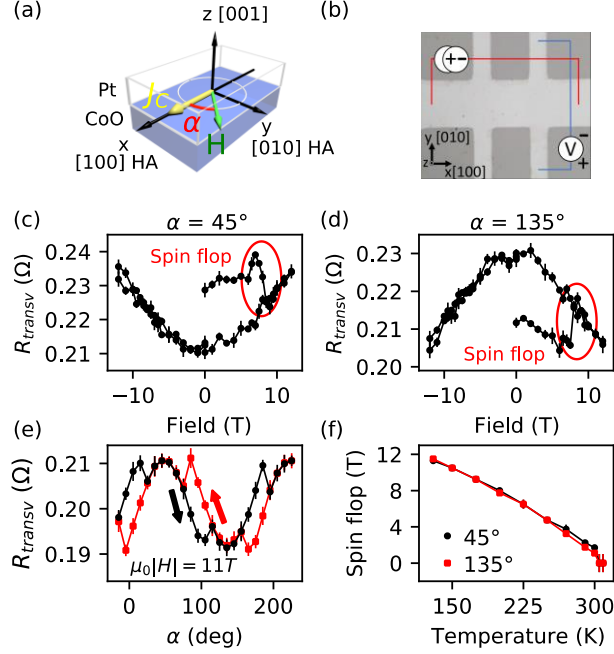 (a)
z [001]
Pt
CoO
J_C
α
H
x
[100] HA
y
[010] HA
(b)
+-
y [010]
z
x[100]
V
-
+
(c)
α = 45°
Spin flop
0.24
0.23
0.22
0.21
R_transv (Ω)
−10 0 10
Field (T)
(d)
α = 135°
Spin flop
0.23
0.22
0.21
0.20
R_transv (Ω)
−10 0 10
Field (T)
(e)
0.21
0.20
0.19
R_transv (Ω)
μ₀|H| = 11T
0 100 200
α (deg)
(f)
12
8
4
0
Spin flop (T)
45°
135°
150 225 300
Temperature (K)